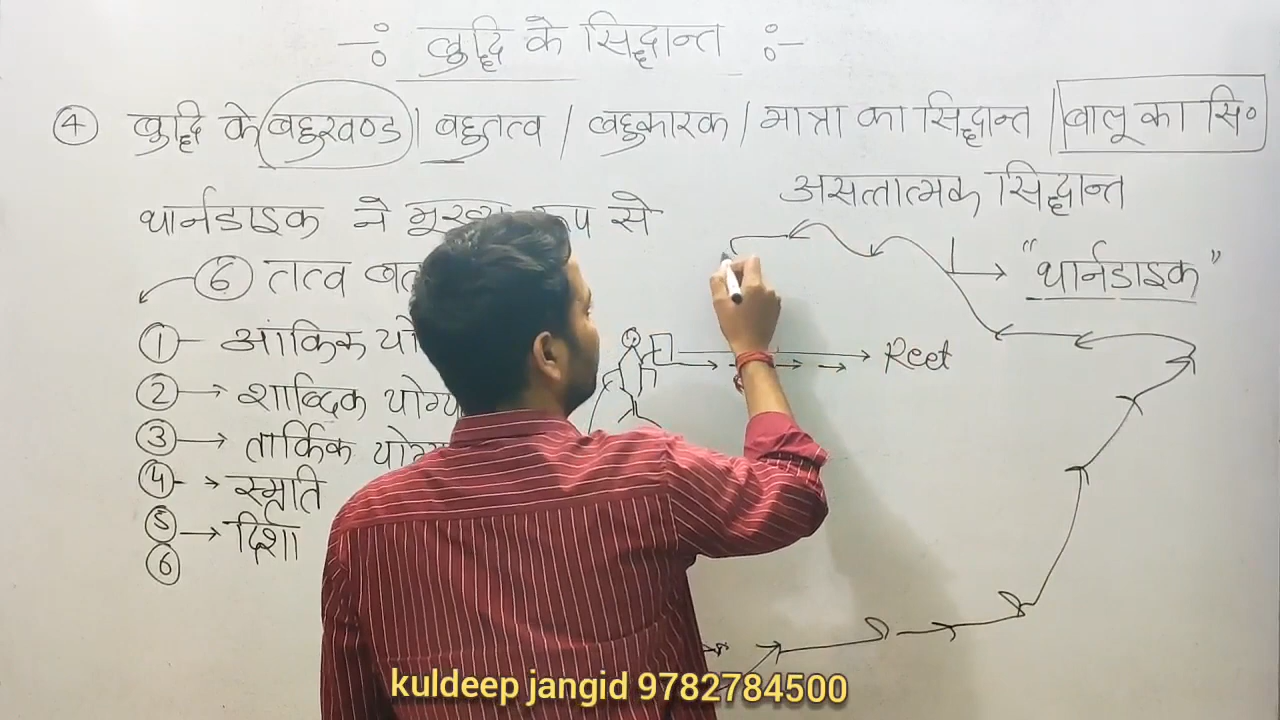 -: बुद्धि के सिद्धान्त :-
④ बुद्धि के बहुखण्ड / बहुतत्व / बहुकारक / मात्रा का सिद्धान्त / बालू का सि०
असत्तात्मक सिद्धान्त
थार्नडाइक ने मुख्य रूप से
"थार्नडाइक"
⑥ तत्व
① आंकिक
② → शाब्दिक
Reet
③ → तार्किक
④ → स्मृति
⑤ → दिशा
⑥
kuldeep jangid 9782784500